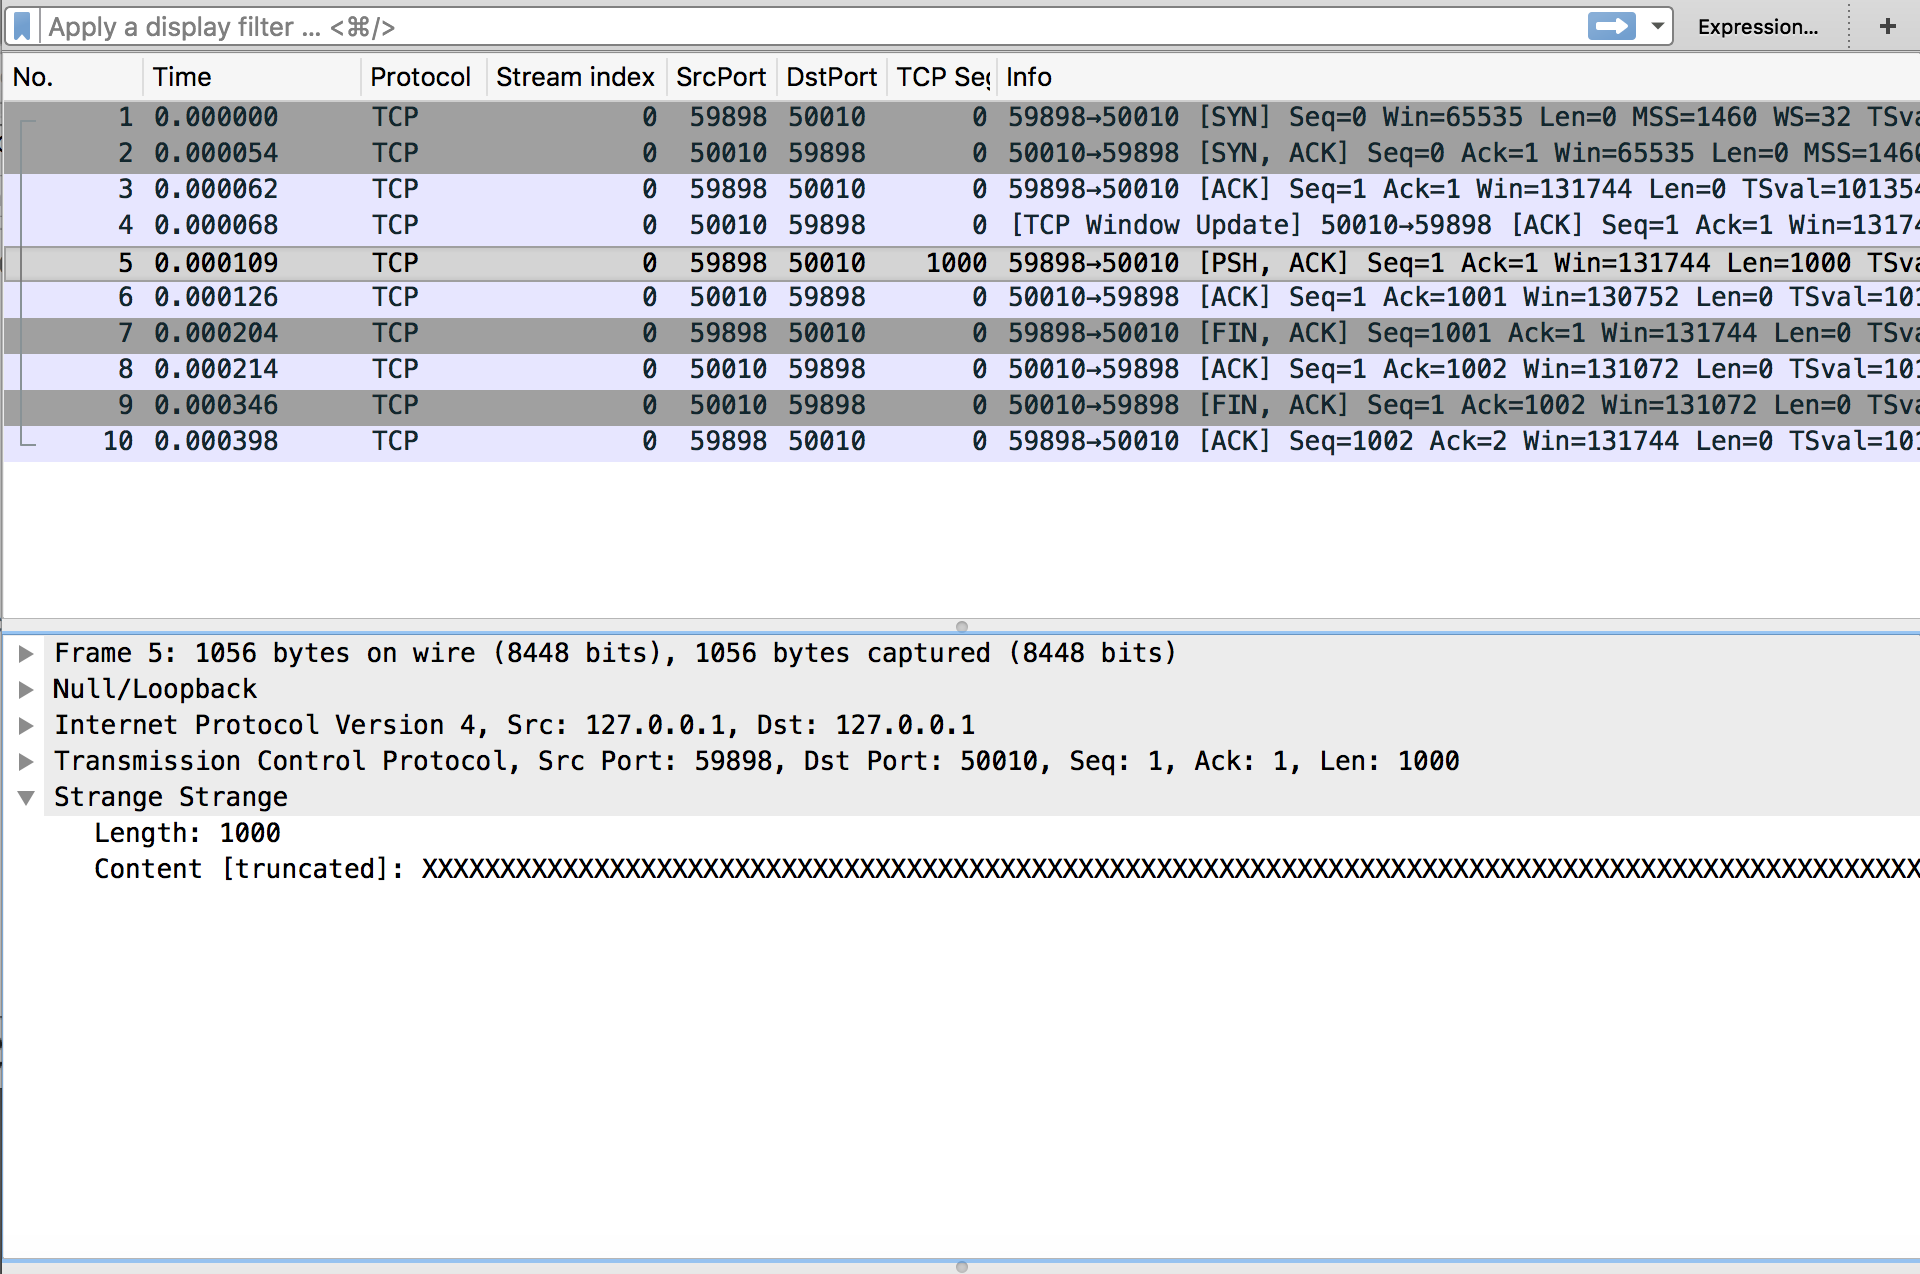 Apply a display filter ... <⌘/> Expression... +
No. Time Protocol Stream index SrcPort DstPort TCP Seg Info
1 0.000000 TCP 0 59898 50010 0 59898→50010 [SYN] Seq=0 Win=65535 Len=0 MSS=1460 WS=32 TSva
2 0.000054 TCP 0 50010 59898 0 50010→59898 [SYN, ACK] Seq=0 Ack=1 Win=65535 Len=0 MSS=1460
3 0.000062 TCP 0 59898 50010 0 59898→50010 [ACK] Seq=1 Ack=1 Win=131744 Len=0 TSval=101354
4 0.000068 TCP 0 50010 59898 0 [TCP Window Update] 50010→59898 [ACK] Seq=1 Ack=1 Win=13174
5 0.000109 TCP 0 59898 50010 1000 59898→50010 [PSH, ACK] Seq=1 Ack=1 Win=131744 Len=1000 TSva
6 0.000126 TCP 0 50010 59898 0 50010→59898 [ACK] Seq=1 Ack=1001 Win=130752 Len=0 TSval=101
7 0.000204 TCP 0 59898 50010 0 59898→50010 [FIN, ACK] Seq=1001 Ack=1 Win=131744 Len=0 TSva
8 0.000214 TCP 0 50010 59898 0 50010→59898 [ACK] Seq=1 Ack=1002 Win=131072 Len=0 TSval=101
9 0.000346 TCP 0 50010 59898 0 50010→59898 [FIN, ACK] Seq=1 Ack=1002 Win=131072 Len=0 TSva
10 0.000398 TCP 0 59898 50010 0 59898→50010 [ACK] Seq=1002 Ack=2 Win=131744 Len=0 TSval=101
Frame 5: 1056 bytes on wire (8448 bits), 1056 bytes captured (8448 bits)
Null/Loopback
Internet Protocol Version 4, Src: 127.0.0.1, Dst: 127.0.0.1
Transmission Control Protocol, Src Port: 59898, Dst Port: 50010, Seq: 1, Ack: 1, Len: 1000
Strange Strange
Length: 1000
Content [truncated]: XXXXXXXXXXXXXXXXXXXXXXXXXXXXXXXXXXXXXXXXXXXXXXXXXXXXXXXXXXXXXXXXXXXXXXXXXXXXXXXXXXXXXXXXXXXXXXXX